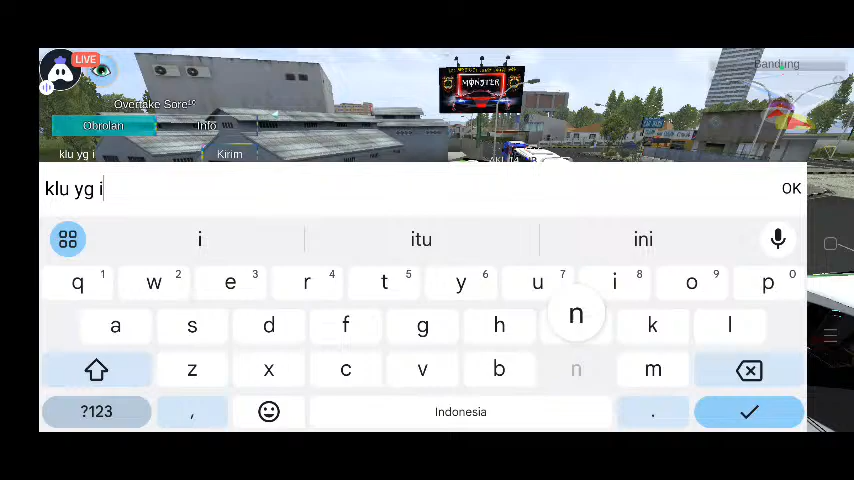 LIVE
Bandung
MONSTER
Overtake Soreᴸᶜ
Obrolan
Info
klu yg i
Kirim
klu yg i
OK
i
itu
ini
q 1 w 2 e 3 r 4 t 5 y 6 u 7 i 8 o 9 p 0
n
a s d f g h k l
z x c v b n m
?123 , Indonesia .